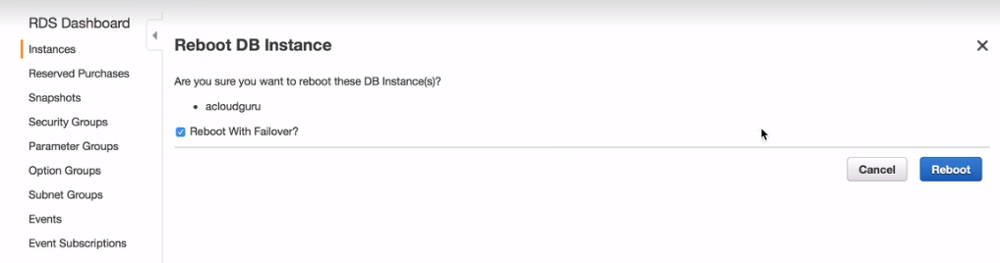 RDS Dashboard
Instances
Reserved Purchases
Snapshots
Security Groups
Parameter Groups
Option Groups
Subnet Groups
Events
Event Subscriptions
Reboot DB Instance
Are you sure you want to reboot these DB Instance(s)?
• acloudguru
Reboot With Failover?
Cancel
Reboot